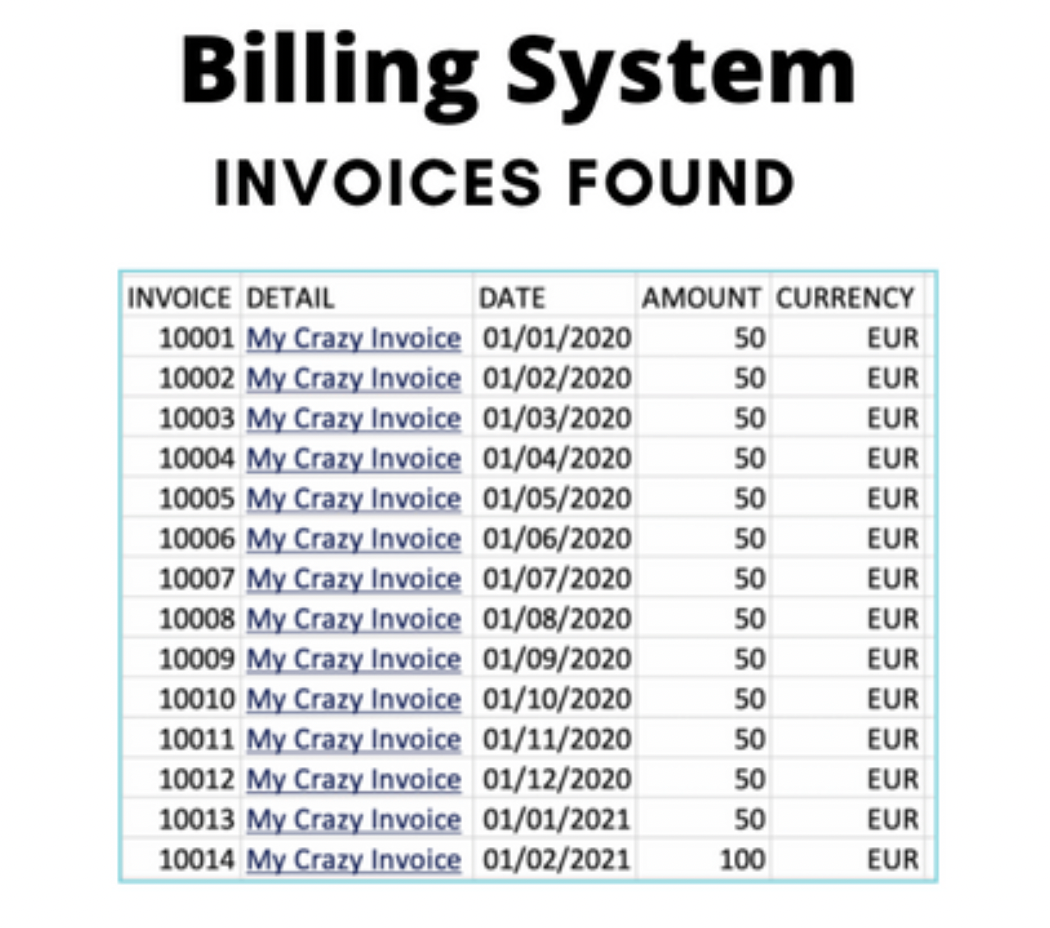 Billing System
INVOICES FOUND
INVOICE DETAIL DATE AMOUNT CURRENCY
10001 My Crazy Invoice 01/01/2020 50 EUR
10002 My Crazy Invoice 01/02/2020 50 EUR
10003 My Crazy Invoice 01/03/2020 50 EUR
10004 My Crazy Invoice 01/04/2020 50 EUR
10005 My Crazy Invoice 01/05/2020 50 EUR
10006 My Crazy Invoice 01/06/2020 50 EUR
10007 My Crazy Invoice 01/07/2020 50 EUR
10008 My Crazy Invoice 01/08/2020 50 EUR
10009 My Crazy Invoice 01/09/2020 50 EUR
10010 My Crazy Invoice 01/10/2020 50 EUR
10011 My Crazy Invoice 01/11/2020 50 EUR
10012 My Crazy Invoice 01/12/2020 50 EUR
10013 My Crazy Invoice 01/01/2021 50 EUR
10014 My Crazy Invoice 01/02/2021 100 EUR